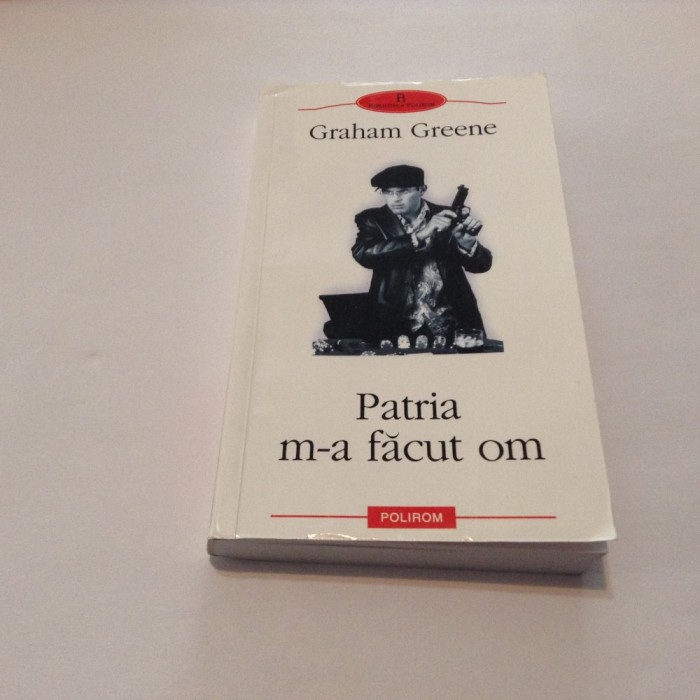 B
Graham Greene
Patria
m-a făcut om
POLIROM